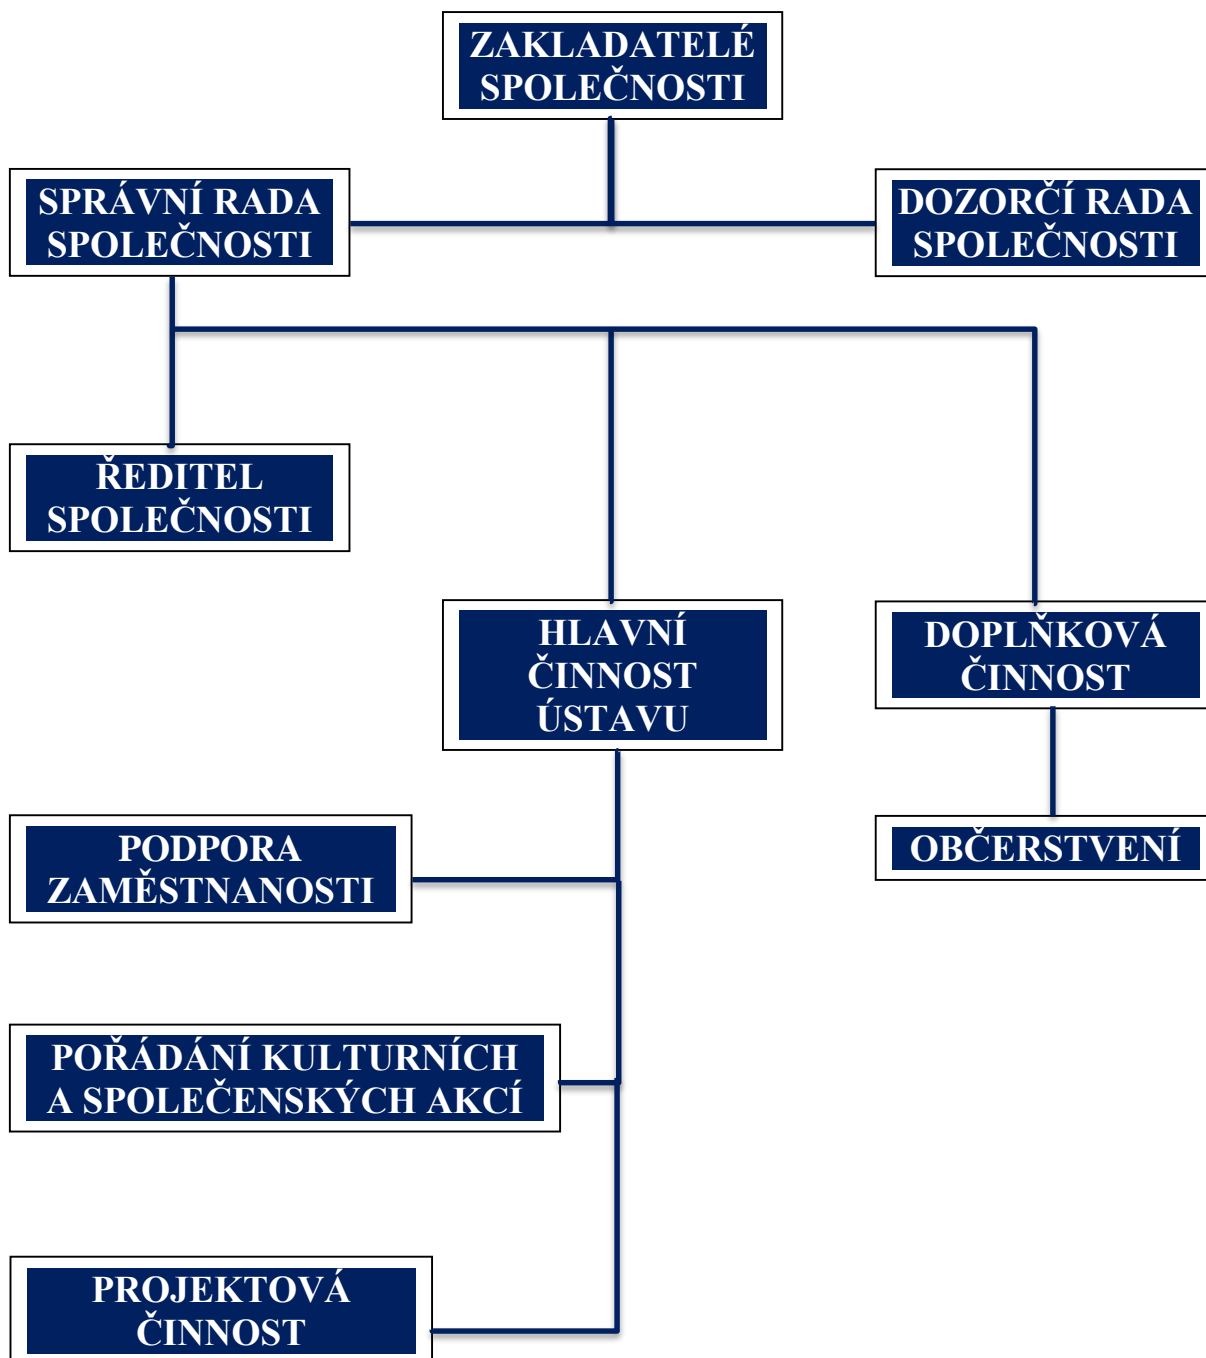 ZAKLADATELÉ
SPOLEČNOSTI
SPRÁVNÍ RADA
SPOLEČNOSTI
DOZORČÍ RADA
SPOLEČNOSTI
ŘEDITEL
SPOLEČNOSTI
HLAVNÍ
ČINNOST
ÚSTAVU
DOPLŇKOVÁ
ČINNOST
PODPORA
ZAMĚSTNANOSTI
OBČERSTVENÍ
POŘÁDÁNÍ KULTURNÍCH
A SPOLEČENSKÝCH AKCÍ
PROJEKTOVÁ
ČINNOST